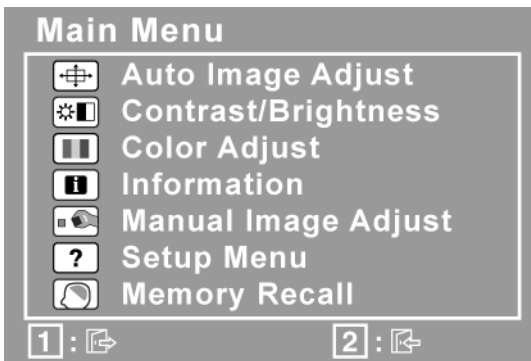 Main Menu
Auto Image Adjust
Contrast/Brightness
Color Adjust
i Information
Manual Image Adjust
? Setup Menu
Memory Recall
1: 2: